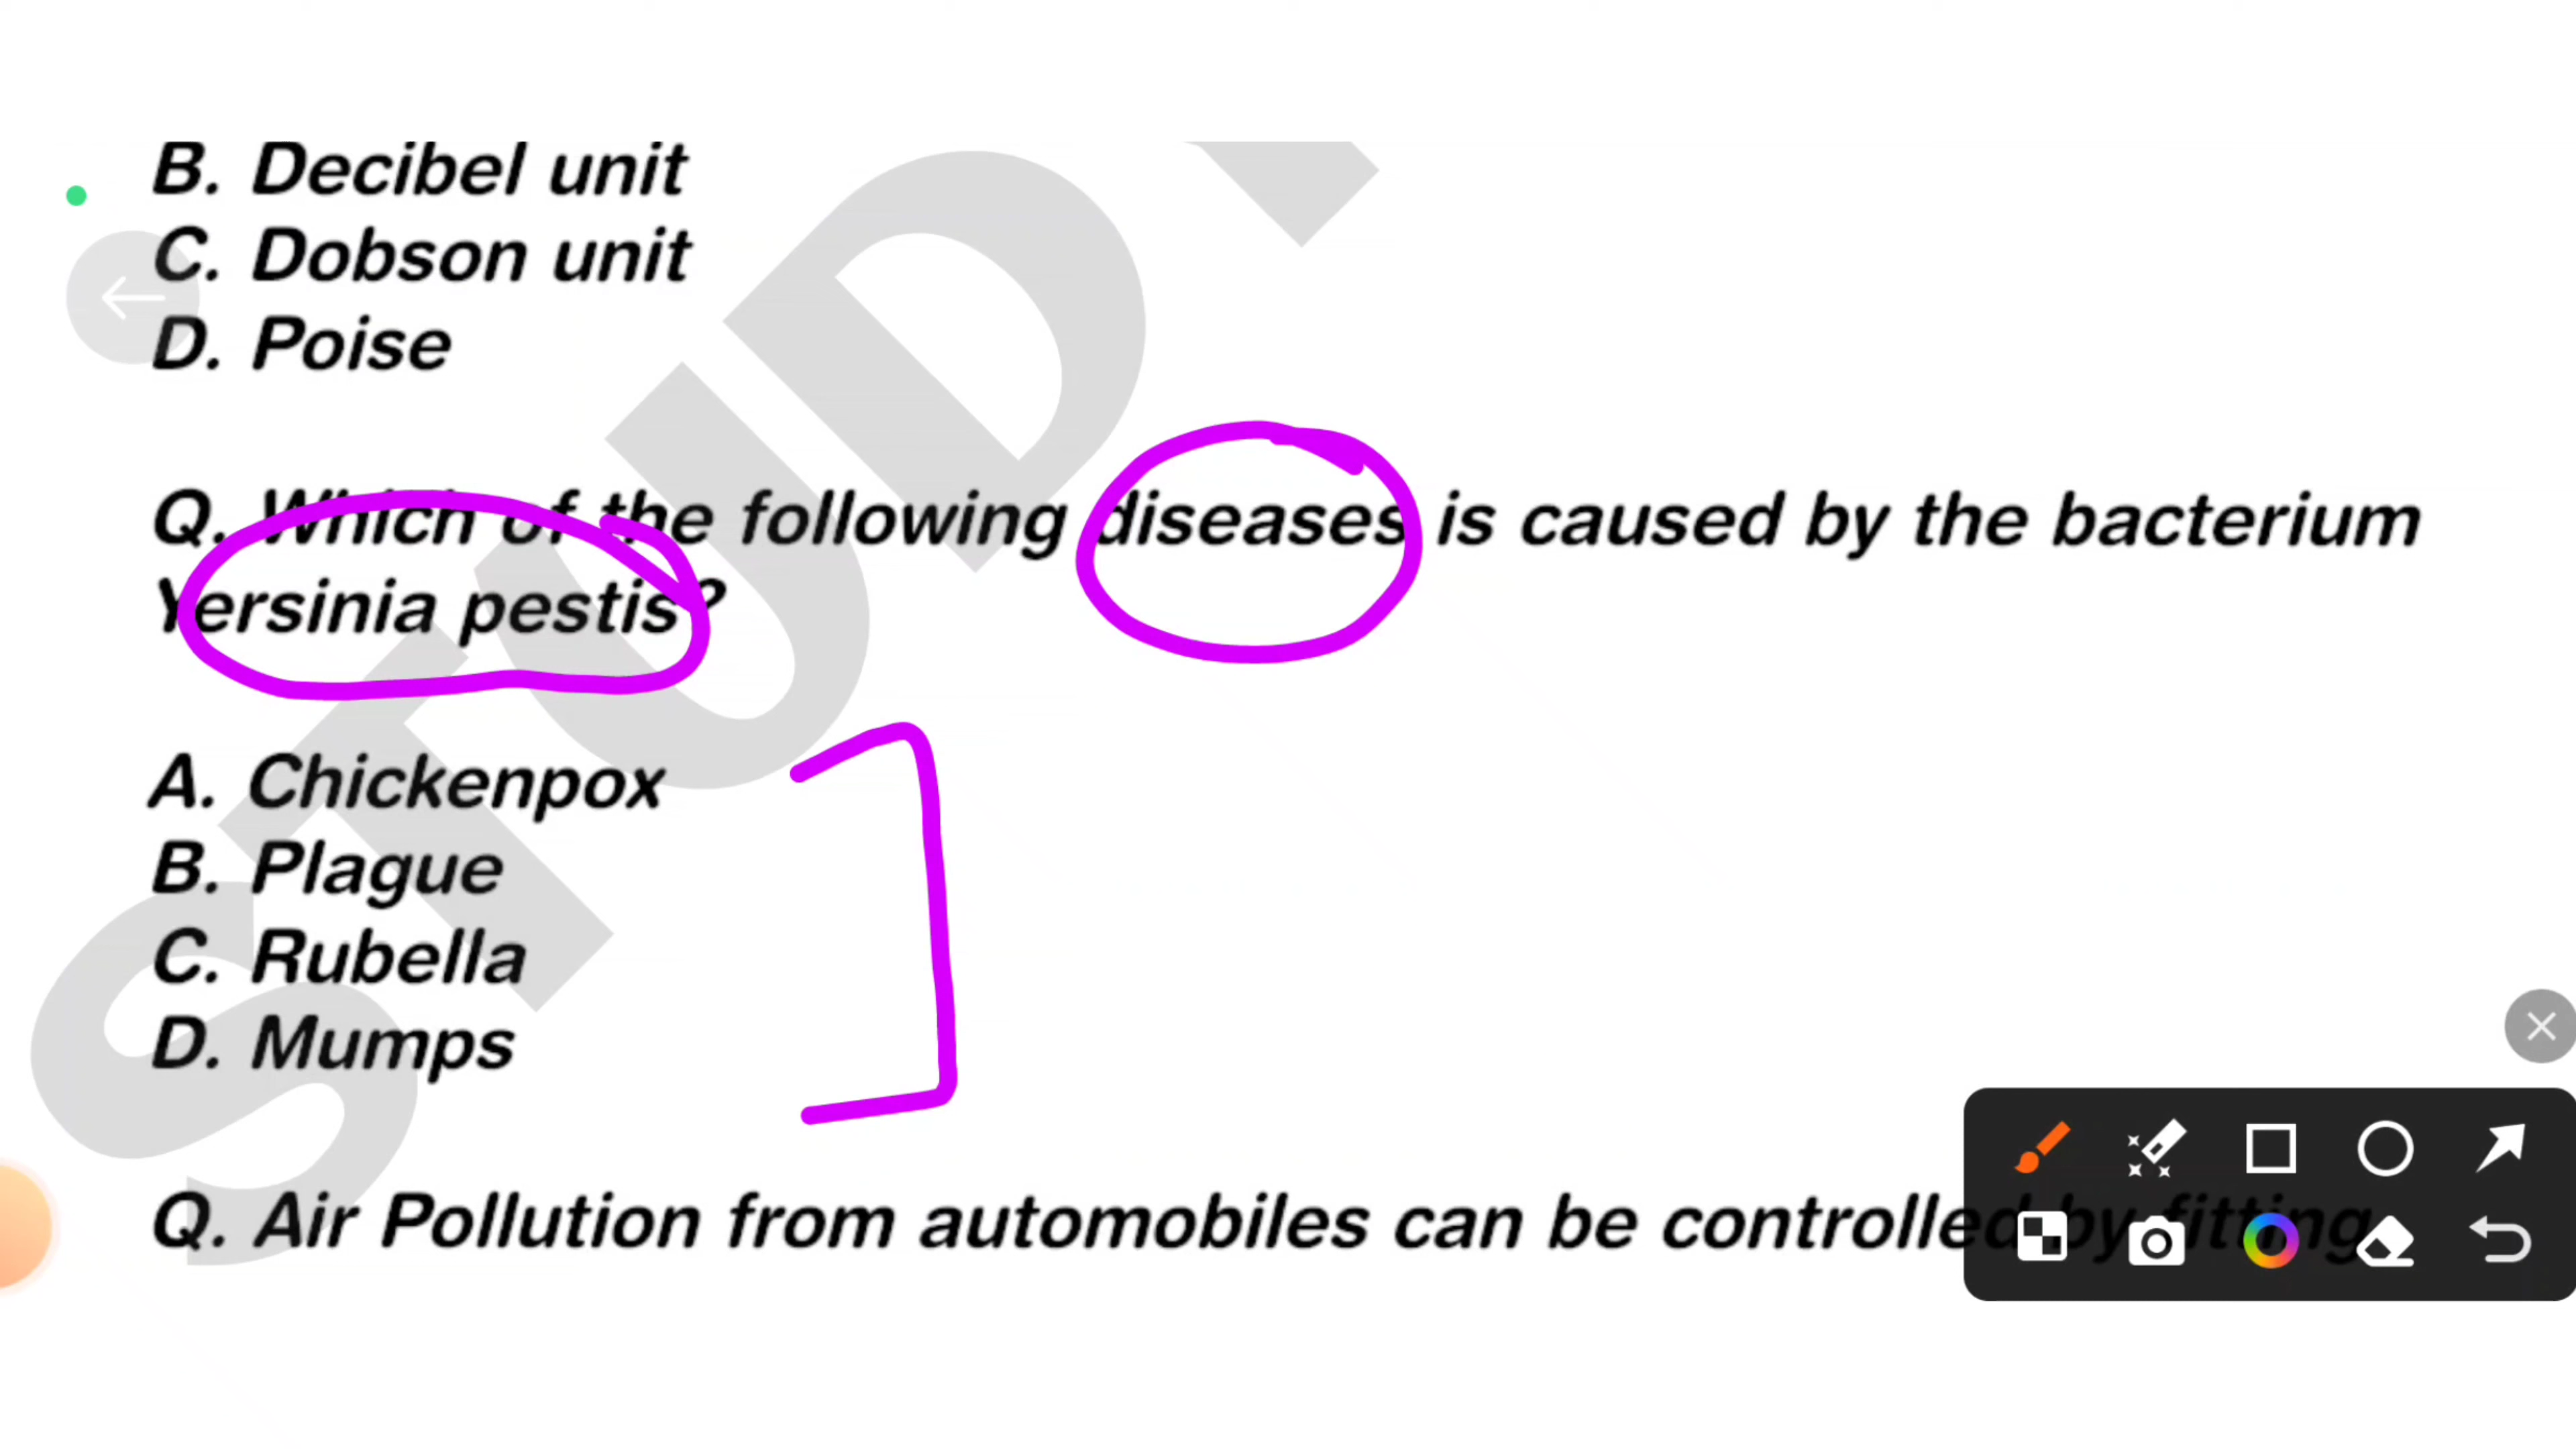 B. Decibel unit
C. Dobson unit
D. Poise
Q. Which of the following diseases is caused by the bacterium
Yersinia pestis?
A. Chickenpox
B. Plague
C. Rubella
D. Mumps
Q. Air Pollution from automobiles can be controlled by fitting
STUDY